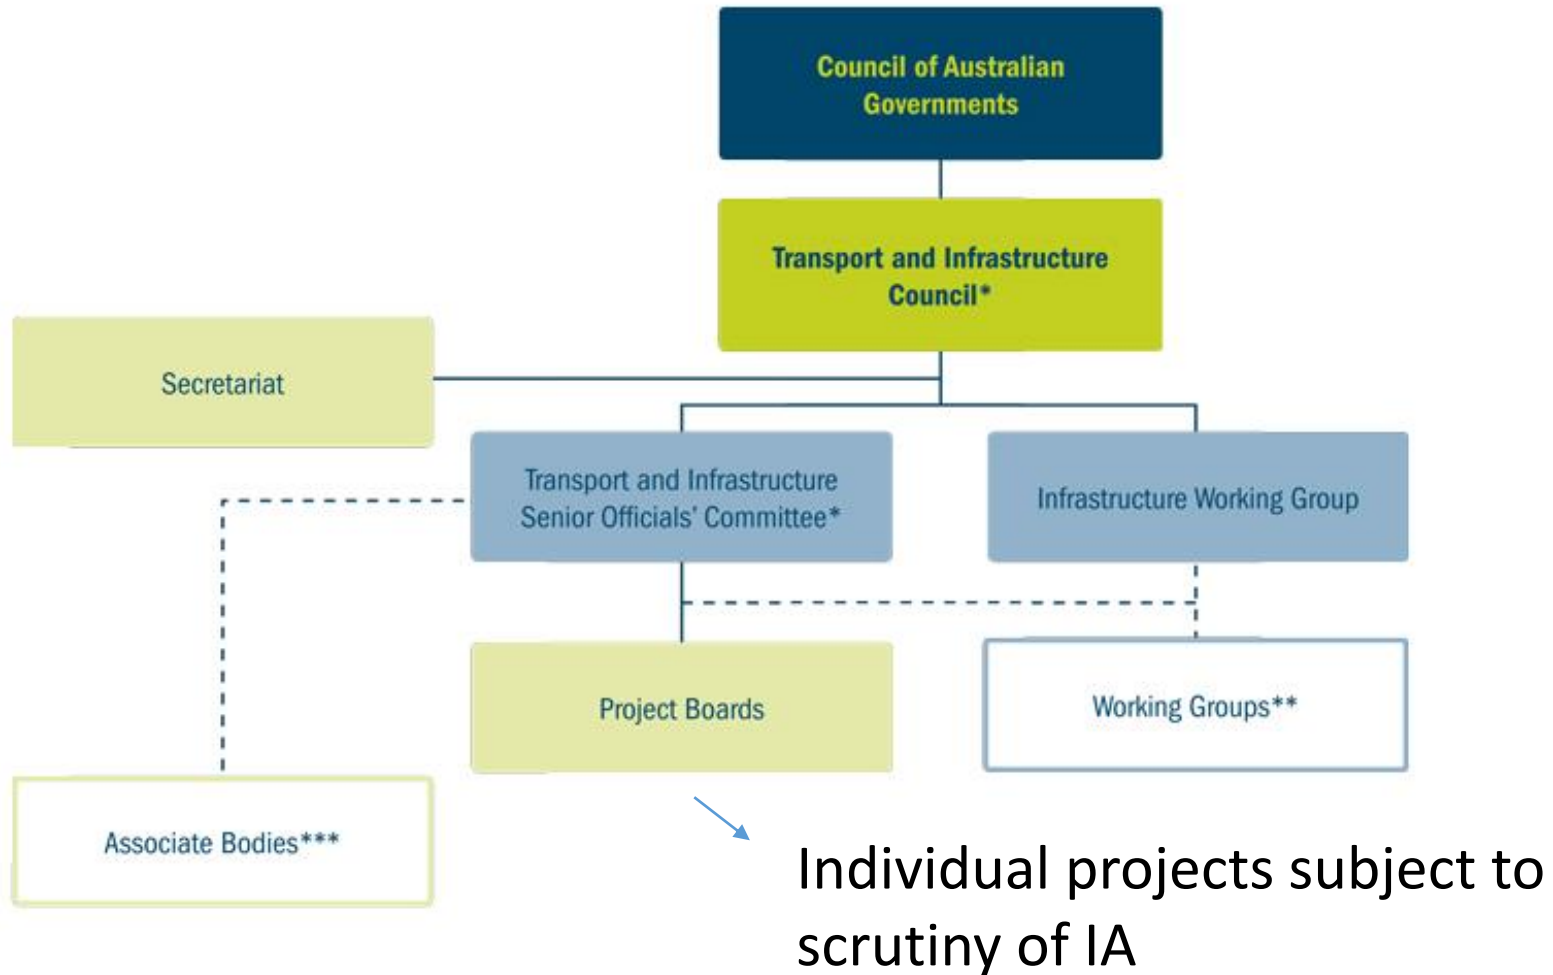 Council of Australian
Governments
Transport and Infrastructure
Council*
Secretariat
Transport and Infrastructure
Senior Officials’ Committee*
Infrastructure Working Group
Project Boards
Working Groups**
Associate Bodies***
Individual projects subject to
scrutiny of IA